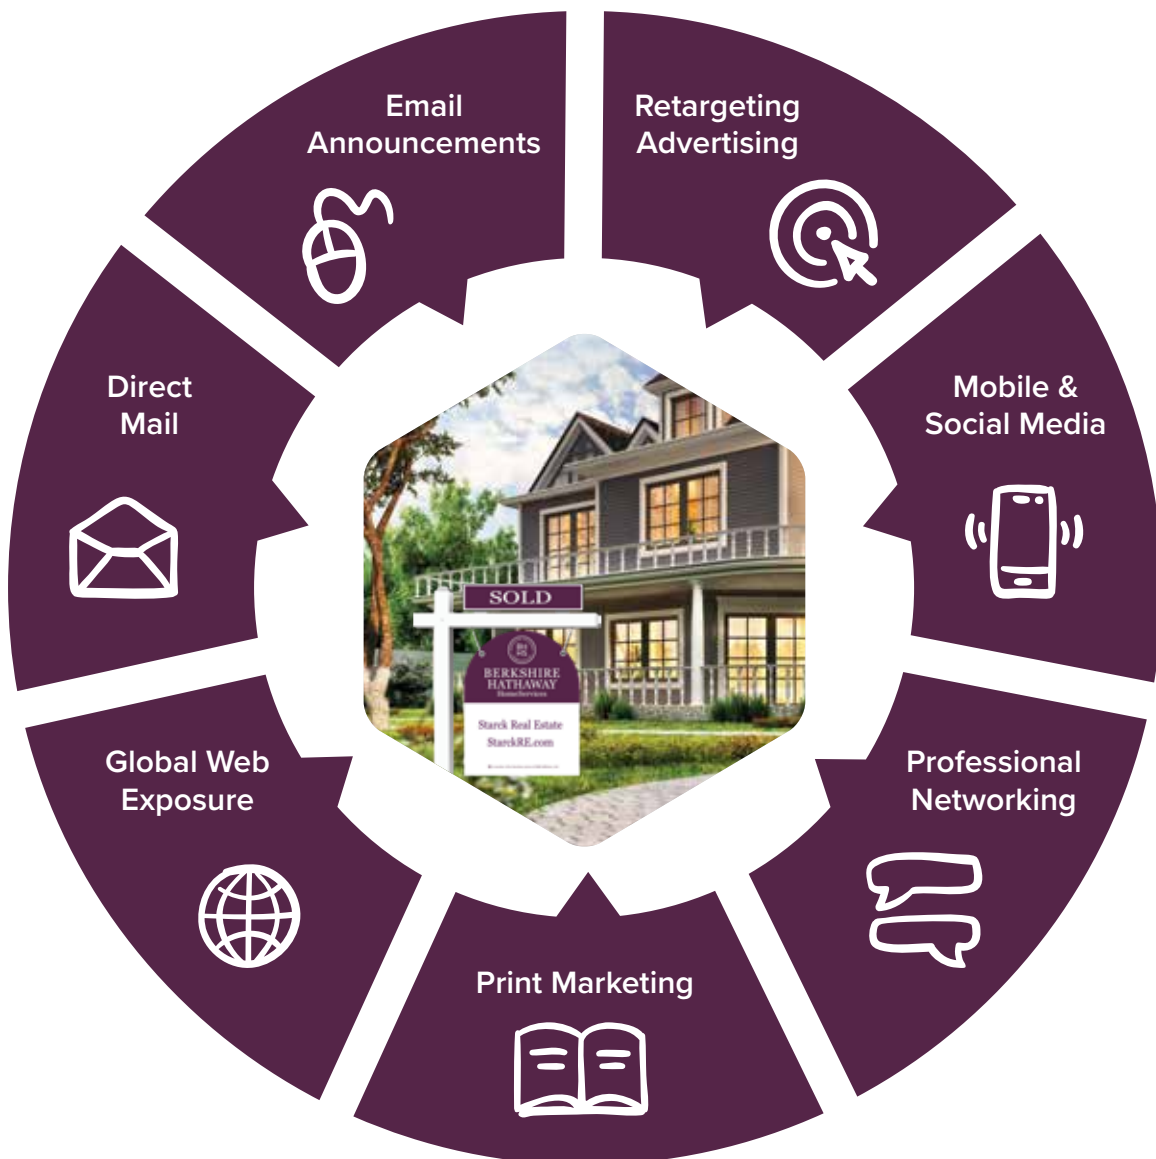 Email
Announcements
Retargeting
Advertising
Direct
Mail
Mobile &
Social Media
SOLD
BERKSHIRE
HATHAWAY
HomeServices
Starck Real Estate
StarckRE.com
Global Web
Exposure
Professional
Networking
Print Marketing